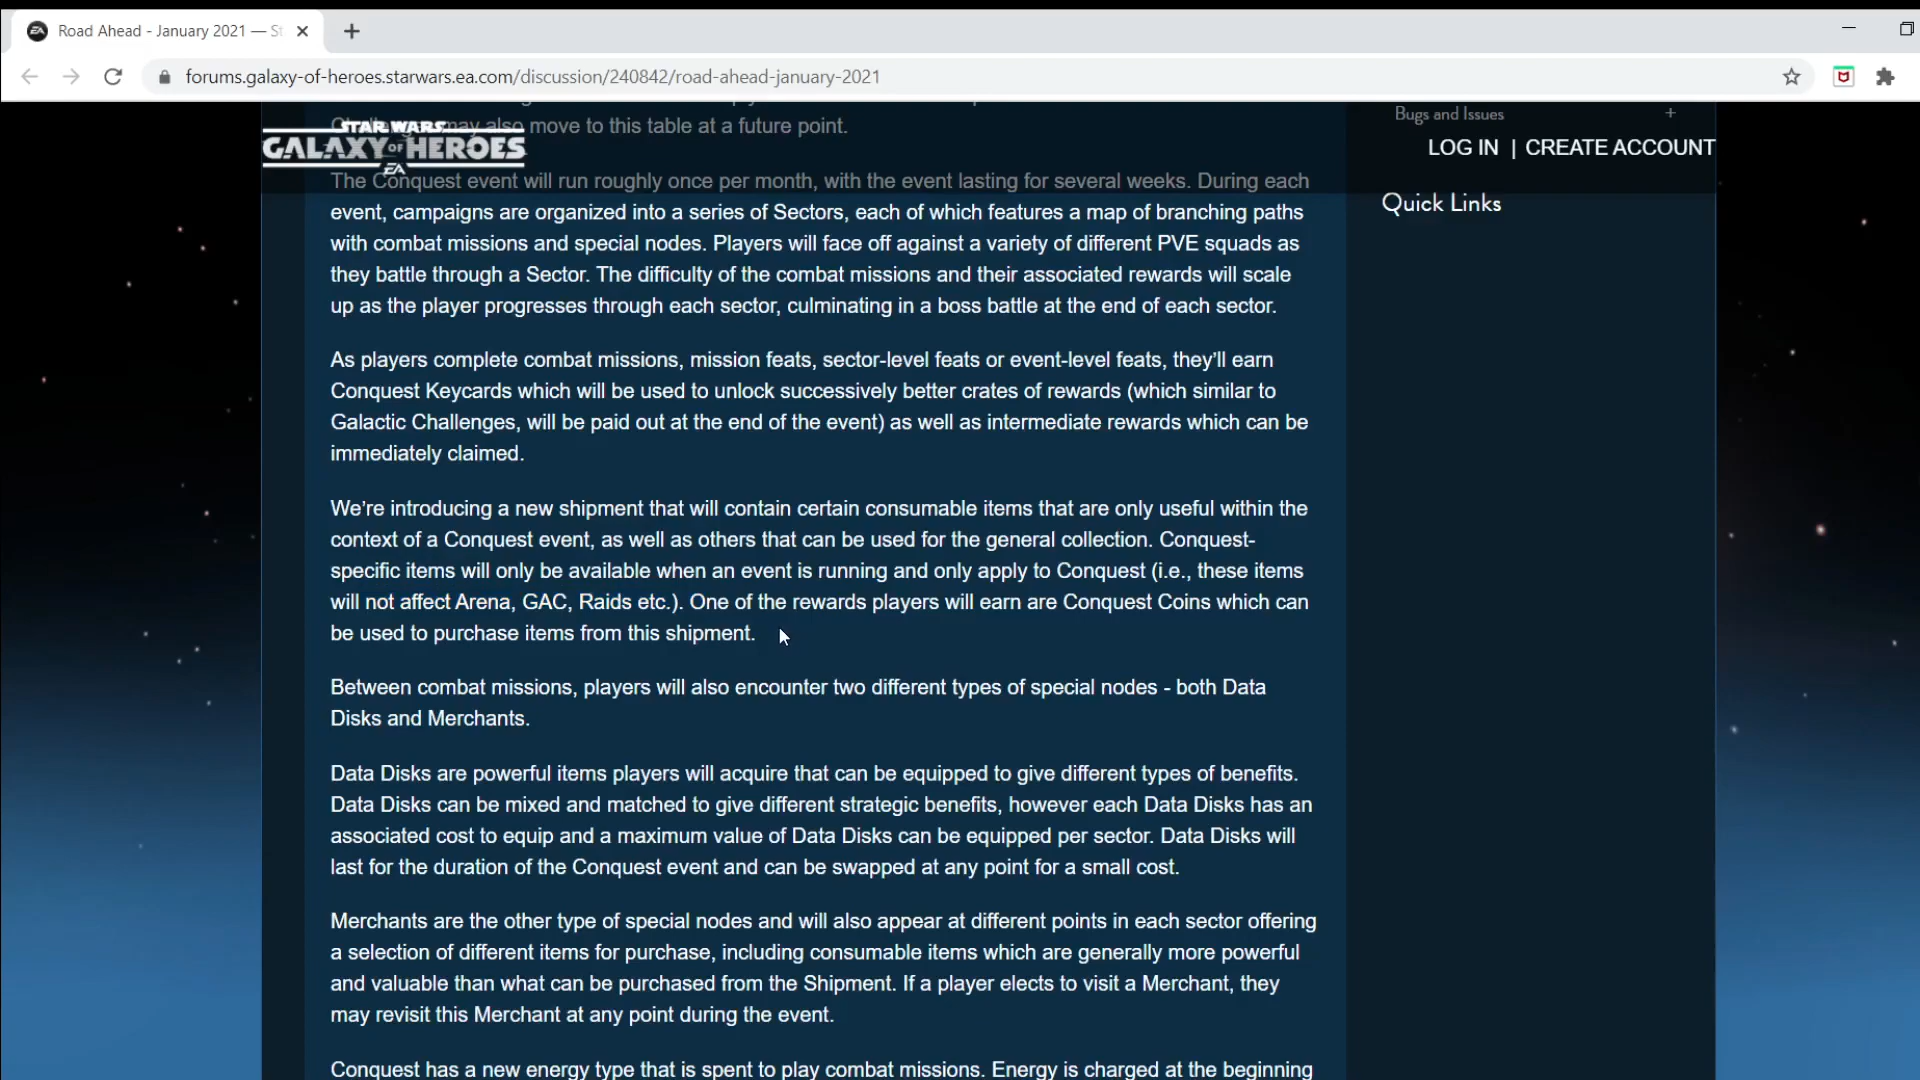 Road Ahead - January 2021 — St
forums.galaxy-of-heroes.starwars.ea.com/discussion/240842/road-ahead-january-2021
may also move to this table at a future point.
STAR WARS
GALAXY OF HEROES
EA
Bugs and Issues +
LOG IN | CREATE ACCOUNT
Quick Links
The Conquest event will run roughly once per month, with the event lasting for several weeks. During each
event, campaigns are organized into a series of Sectors, each of which features a map of branching paths
with combat missions and special nodes. Players will face off against a variety of different PVE squads as
they battle through a Sector. The difficulty of the combat missions and their associated rewards will scale
up as the player progresses through each sector, culminating in a boss battle at the end of each sector.
As players complete combat missions, mission feats, sector-level feats or event-level feats, they'll earn
Conquest Keycards which will be used to unlock successively better crates of rewards (which similar to
Galactic Challenges, will be paid out at the end of the event) as well as intermediate rewards which can be
immediately claimed.
We're introducing a new shipment that will contain certain consumable items that are only useful within the
context of a Conquest event, as well as others that can be used for the general collection. Conquest-
specific items will only be available when an event is running and only apply to Conquest (i.e., these items
will not affect Arena, GAC, Raids etc.). One of the rewards players will earn are Conquest Coins which can
be used to purchase items from this shipment.
Between combat missions, players will also encounter two different types of special nodes - both Data
Disks and Merchants.
Data Disks are powerful items players will acquire that can be equipped to give different types of benefits.
Data Disks can be mixed and matched to give different strategic benefits, however each Data Disks has an
associated cost to equip and a maximum value of Data Disks can be equipped per sector. Data Disks will
last for the duration of the Conquest event and can be swapped at any point for a small cost.
Merchants are the other type of special nodes and will also appear at different points in each sector offering
a selection of different items for purchase, including consumable items which are generally more powerful
and valuable than what can be purchased from the Shipment. If a player elects to visit a Merchant, they
may revisit this Merchant at any point during the event.
Conquest has a new energy type that is spent to play combat missions. Energy is charged at the beginning